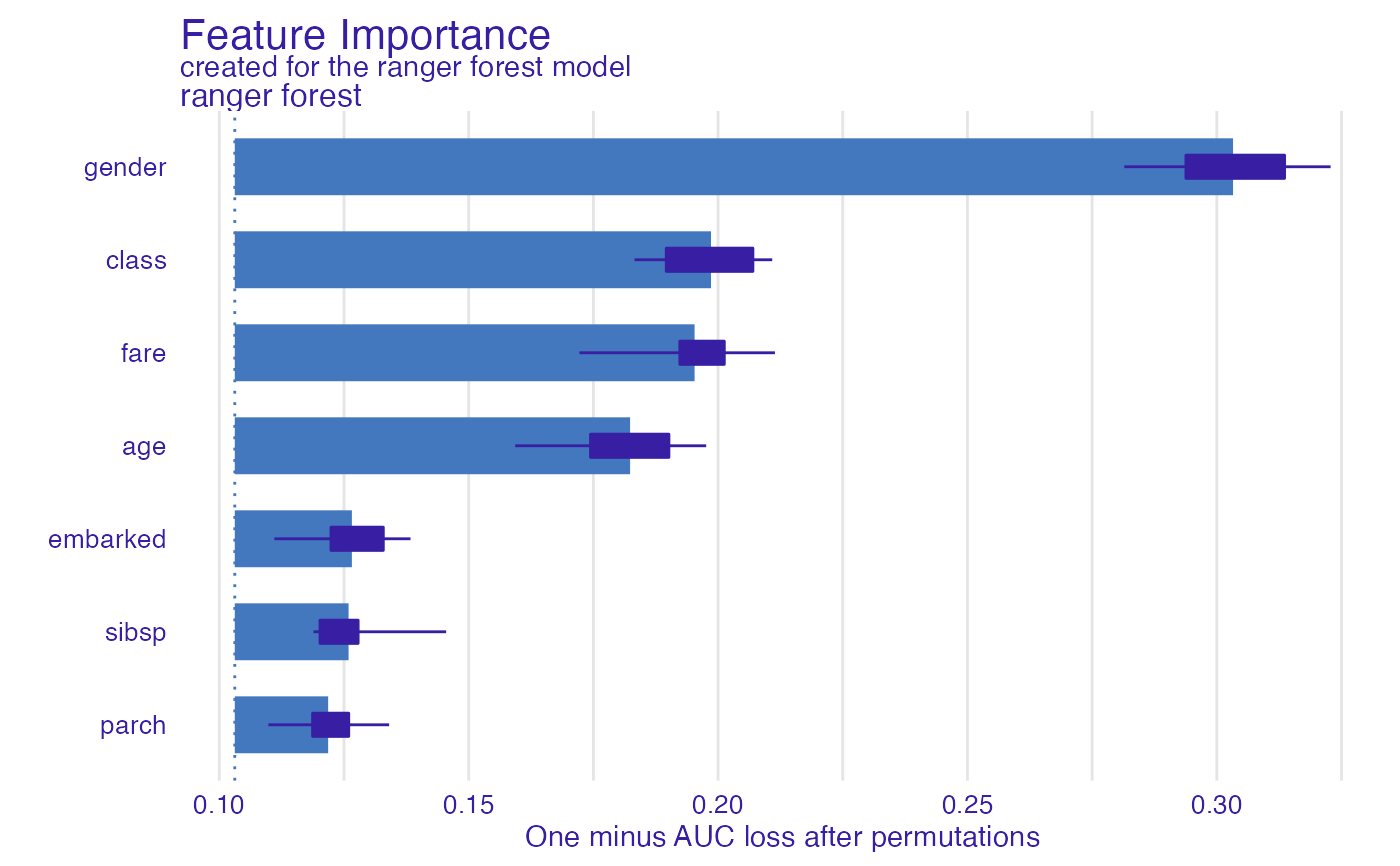 Feature Importance
created for the ranger forest model
ranger forest
gender
class
fare
age
embarked
sibsp
parch
0.10 0.15 0.20 0.25 0.30
One minus AUC loss after permutations